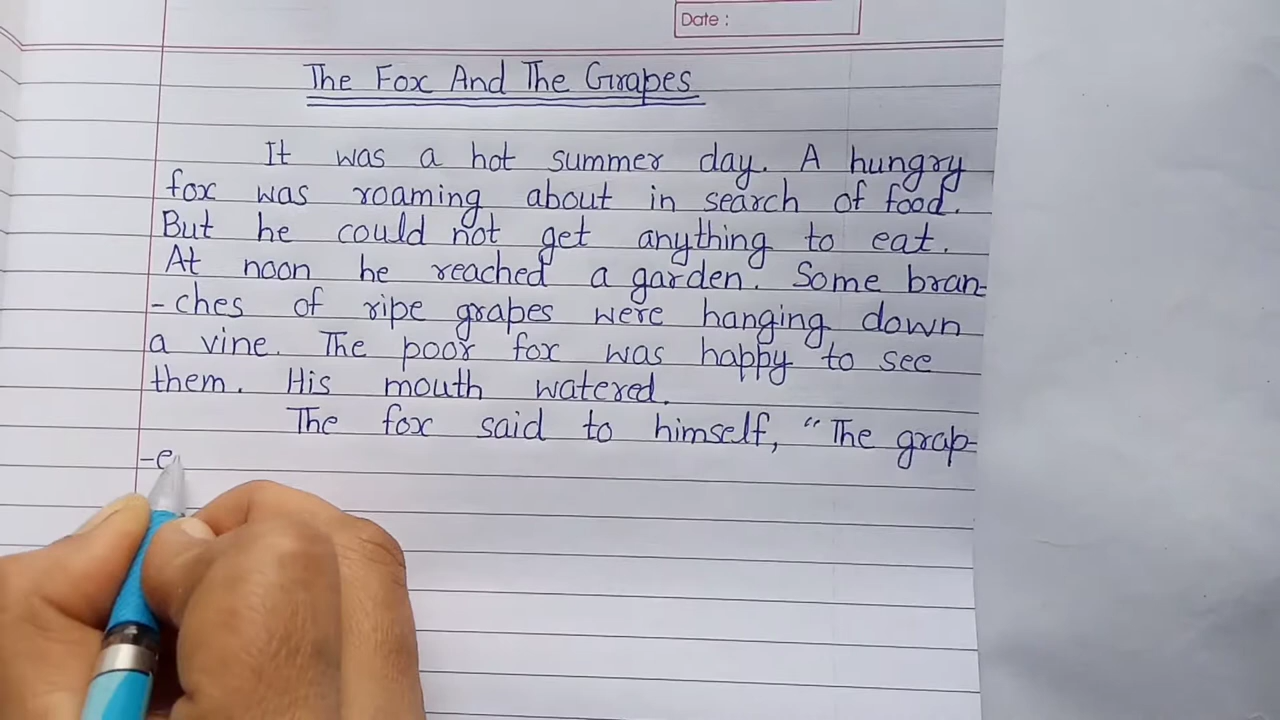 Date :
The Fox And The Grapes
It was a hot summer day. A hungry
fox was roaming about in search of food.
But he could not get anything to eat.
At noon he reached a garden. Some bran-
-ches of ripe grapes were hanging down
a vine. The poor fox was happy to see
them. His mouth watered.
The fox said to himself, "The grap-
-e